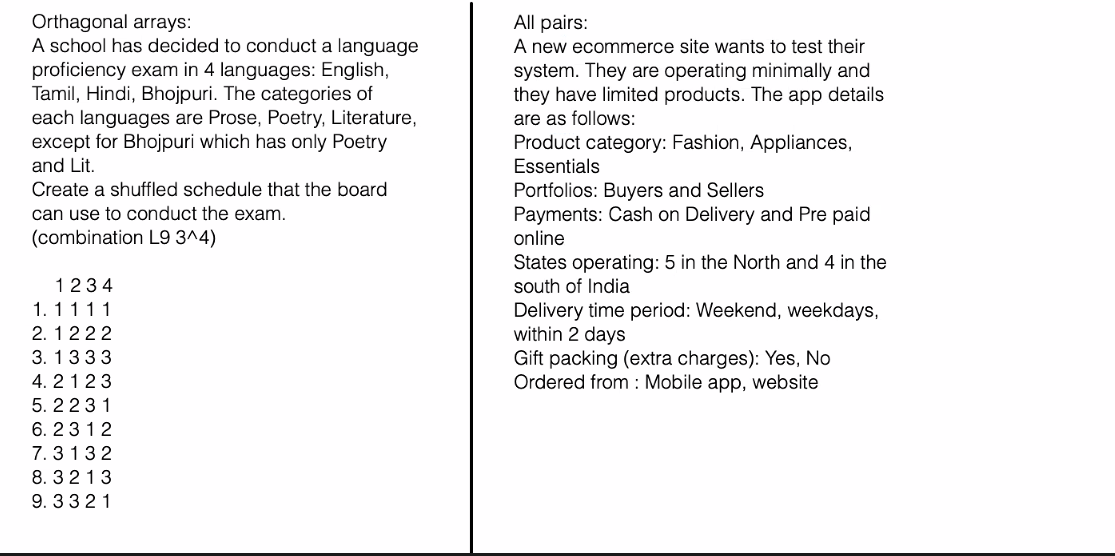 Orthagonal arrays:
A school has decided to conduct a language
proficiency exam in 4 languages: English,
Tamil, Hindi, Bhojpuri. The categories of
each languages are Prose, Poetry, Literature,
except for Bhojpuri which has only Poetry
and Lit.
Create a shuffled schedule that the board
can use to conduct the exam.
(combination L9 3^4)
1 2 3 4
1. 1 1 1 1
2. 1 2 2 2
3. 1 3 3 3
4. 2 1 2 3
5. 2 2 3 1
6. 2 3 1 2
7. 3 1 3 2
8. 3 2 1 3
9. 3 3 2 1
All pairs:
A new ecommerce site wants to test their
system. They are operating minimally and
they have limited products. The app details
are as follows:
Product category: Fashion, Appliances,
Essentials
Portfolios: Buyers and Sellers
Payments: Cash on Delivery and Pre paid
online
States operating: 5 in the North and 4 in the
south of India
Delivery time period: Weekend, weekdays,
within 2 days
Gift packing (extra charges): Yes, No
Ordered from : Mobile app, website